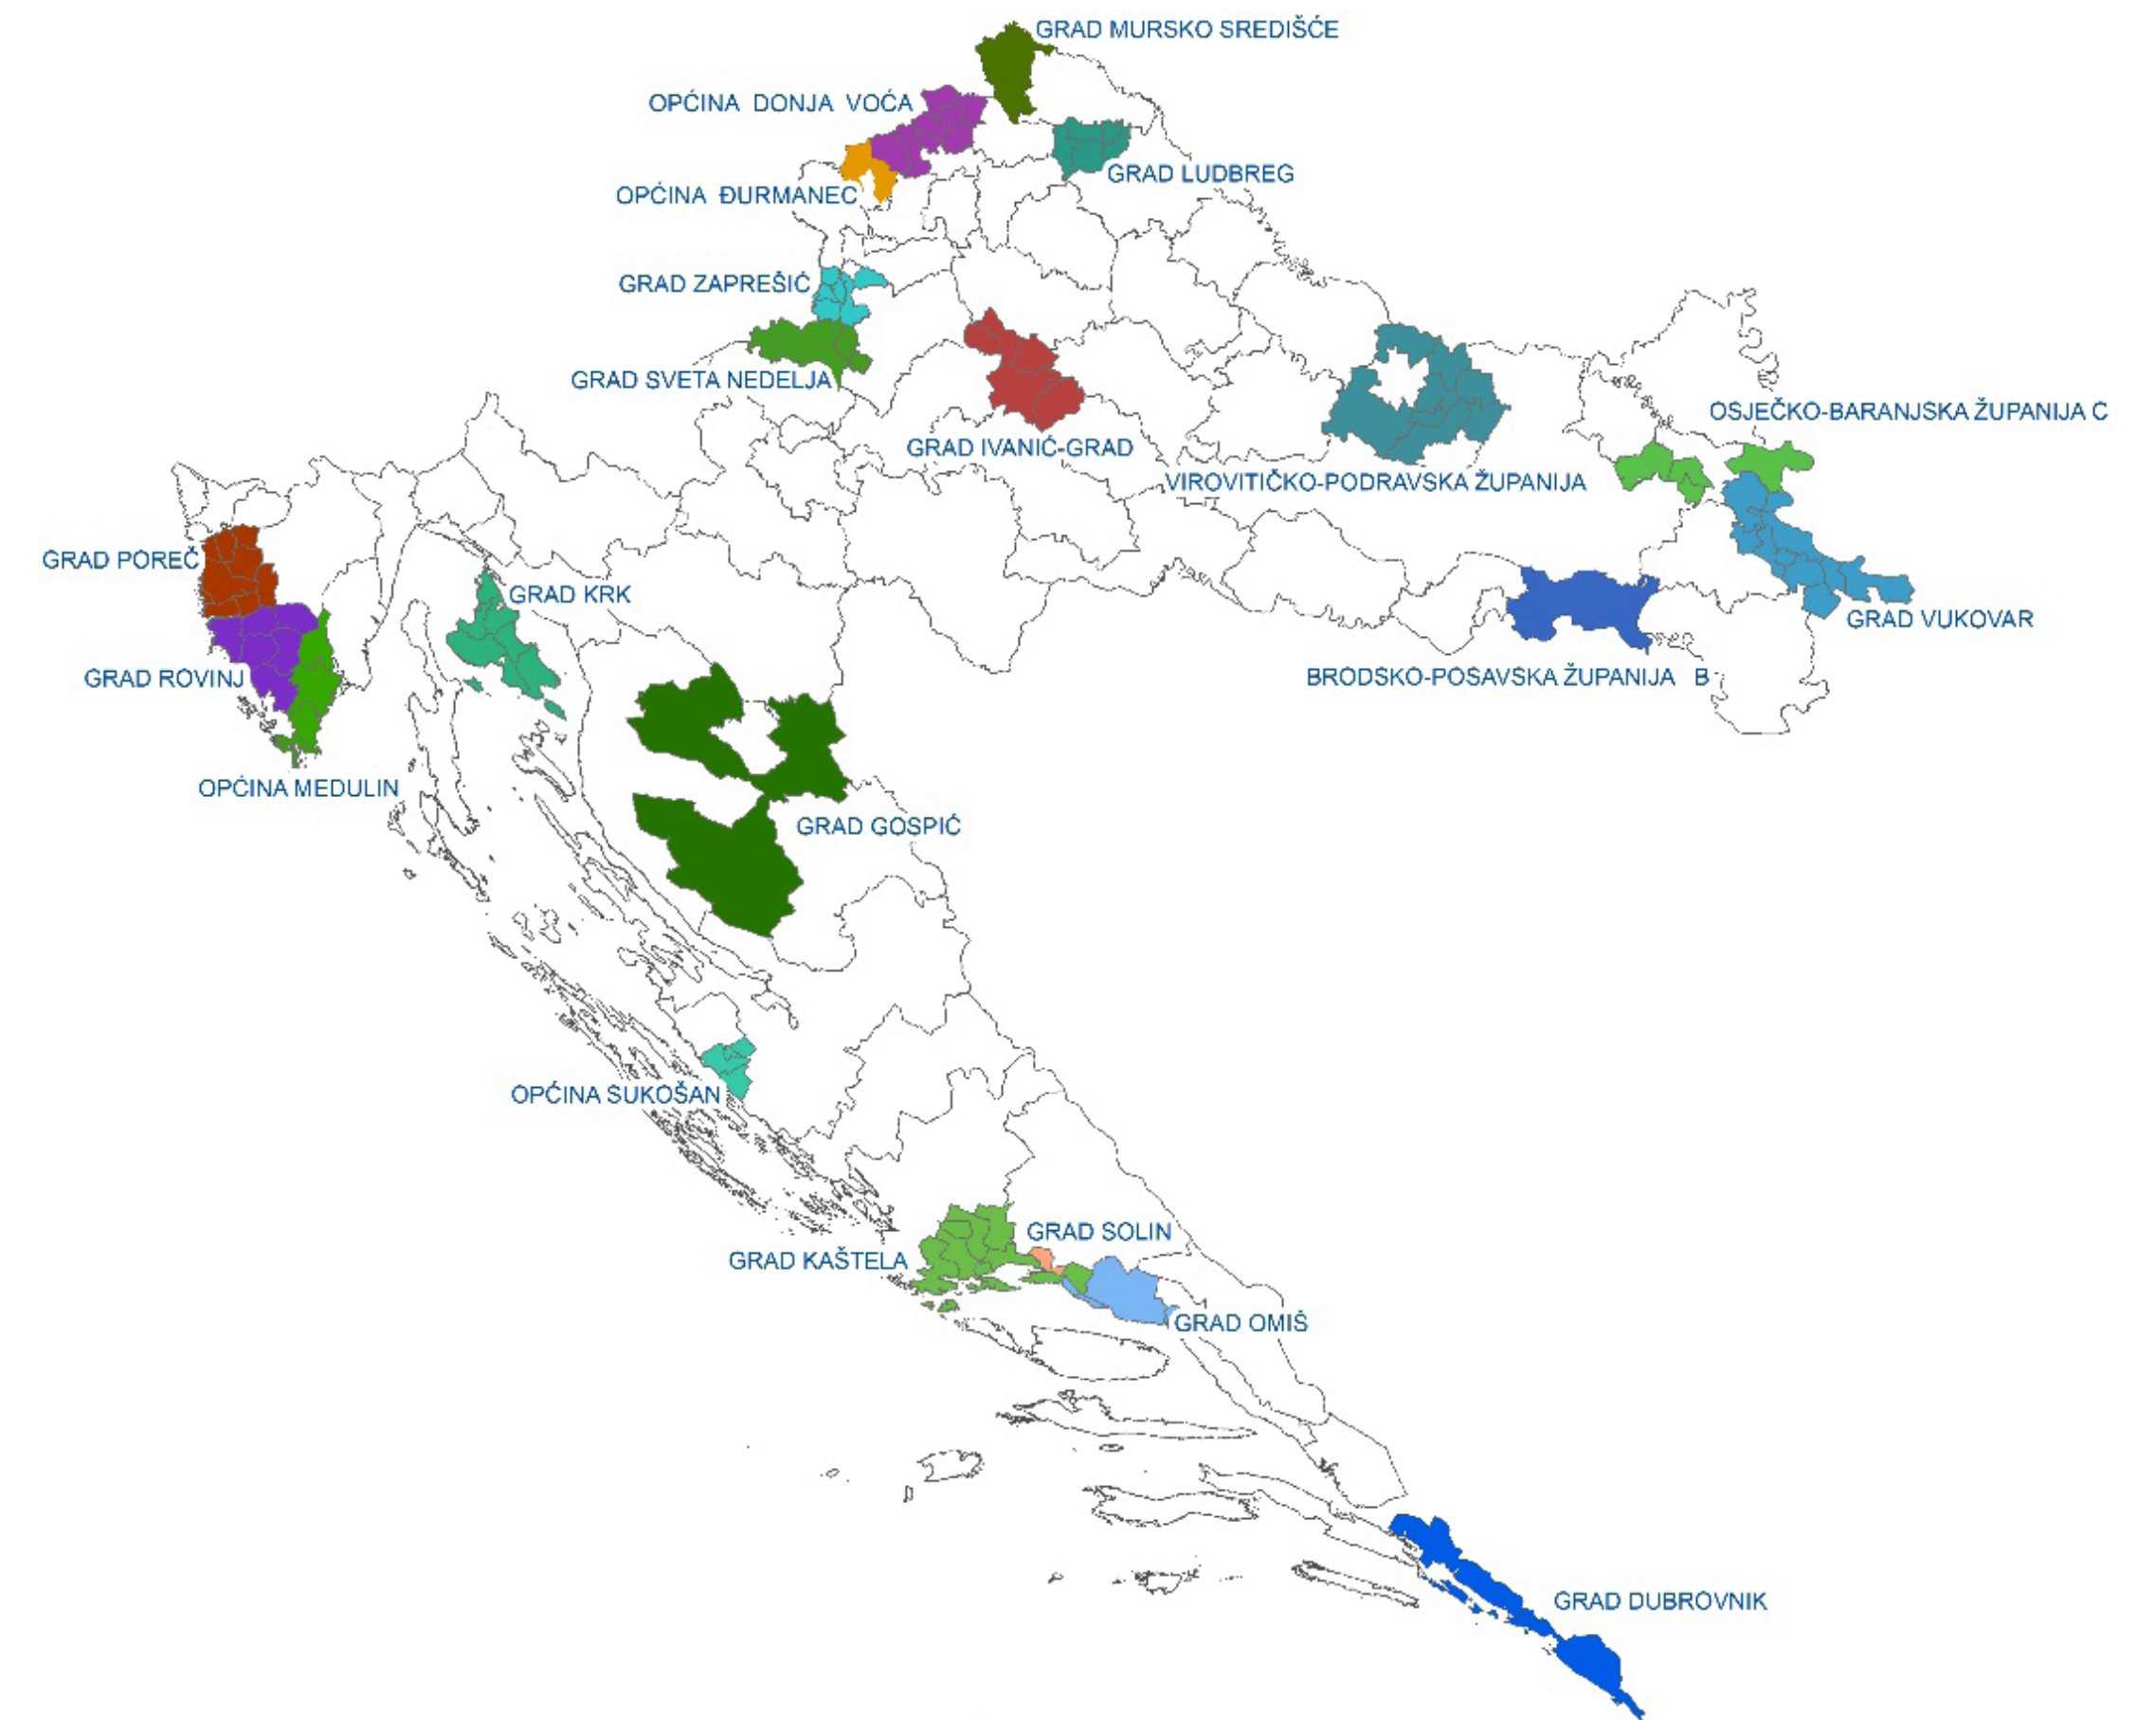 GRAD MURSKO SREDIŠĆE
OPĆINA DONJA VOĆA
GRAD LUDBREG
OPĆINA ĐURMANEC
GRAD ZAPREŠIĆ
GRAD SVETA NEDELJA
OSJEČKO-BARANJSKA ŽUPANIJA C
GRAD IVANIĆ-GRAD
VIROVITIČKO-PODRAVSKA ŽUPANIJA
GRAD POREČ
GRAD KRK
GRAD VUKOVAR
GRAD ROVINJ
BRODSKO-POSAVSKA ŽUPANIJA B
OPĆINA MEDULIN
GRAD GOSPIĆ
OPĆINA SUKOŠAN
GRAD SOLIN
GRAD KAŠTELA
GRAD OMIŠ
GRAD DUBROVNIK